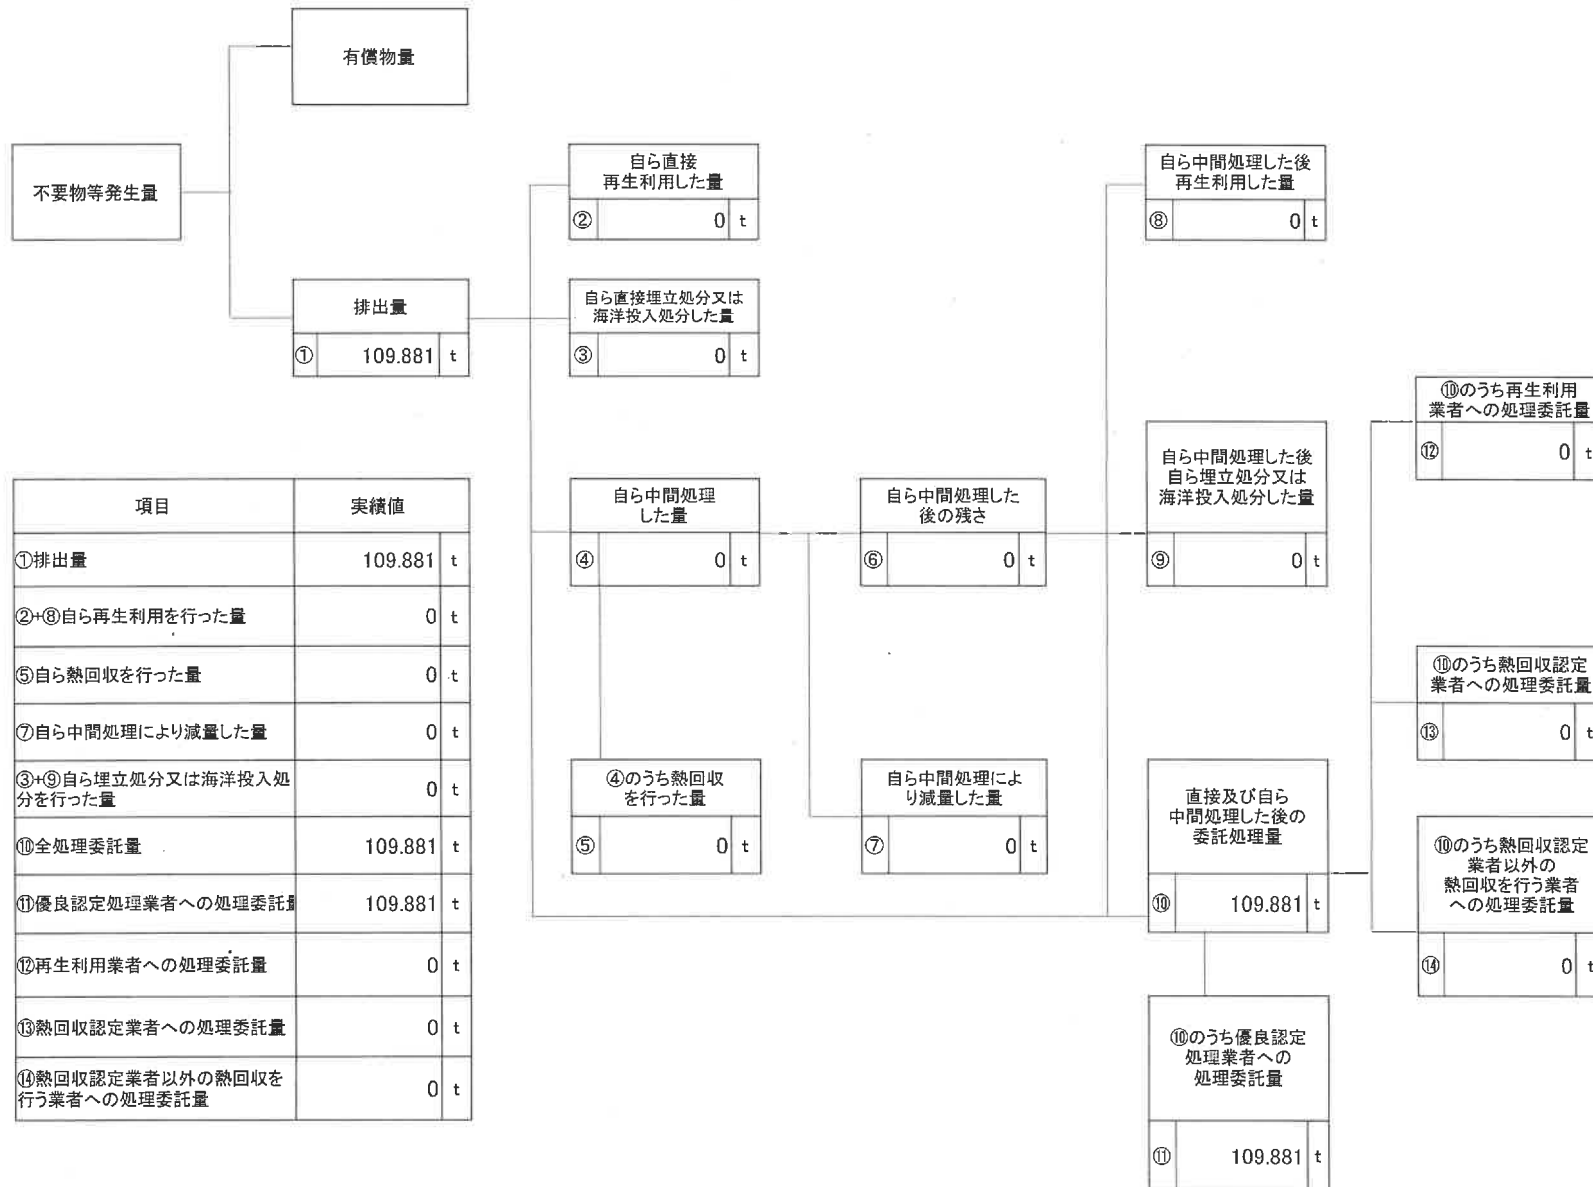 有償物量
不要物等発生量
排出量
① 109.881 t
自ら直接
再生利用した量
② 0 t
自ら直接埋立処分又は
海洋投入処分した量
③ 0 t
自ら中間処理
した量
④ 0 t
④のうち熱回収
を行った量
⑤ 0 t
自ら中間処理した
後の残さ
⑥ 0 t
自ら中間処理によ
り減量した量
⑦ 0 t
自ら中間処理した後
再生利用した量
⑧ 0 t
自ら中間処理した後
自ら埋立処分又は
海洋投入処分した量
⑨ 0 t
直接及び自ら
中間処理した後の
委託処理量
⑩ 109.881 t
⑩のうち優良認定
処理業者への
処理委託量
⑪ 109.881 t
⑩のうち再生利用
業者への処理委託量
⑫ 0 t
⑩のうち熱回収認定
業者への処理委託量
⑬ 0 t
⑩のうち熱回収認定
業者以外の
熱回収を行う業者
への処理委託量
⑭ 0 t
項目 実績値
①排出量 109.881 t
②+⑧自ら再生利用を行った量 0 t
⑤自ら熱回収を行った量 0 t
⑦自ら中間処理により減量した量 0 t
③+⑨自ら埋立処分又は海洋投入処
分を行った量 0 t
⑩全処理委託量 109.881 t
⑪優良認定処理業者への処理委託量 109.881 t
⑫再生利用業者への処理委託量 0 t
⑬熱回収認定業者への処理委託量 0 t
⑭熱回収認定業者以外の熱回収を
行う業者への処理委託量 0 t